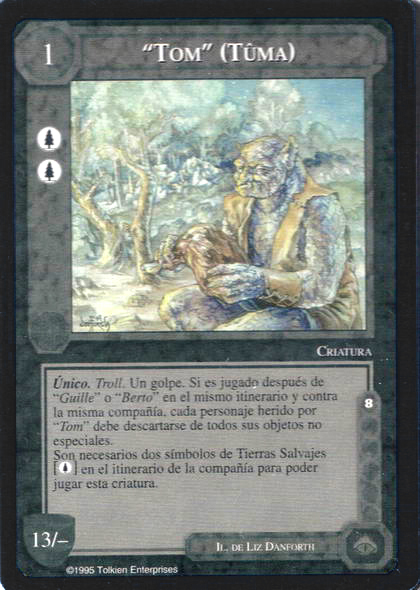 1
“TOM” (TÛMA)
CRIATURA
Único. Troll. Un golpe. Si es jugado después de
“Guille” o “Berto” en el mismo itinerario y contra
la misma compañía, cada personaje herido por
“Tom” debe descartarse de todos sus objetos no
especiales.
Son necesarios dos símbolos de Tierras Salvajes
[ ] en el itinerario de la compañía para poder
jugar esta criatura.
8
13/–
IL. DE LIZ DANFORTH
©1995 Tolkien Enterprises